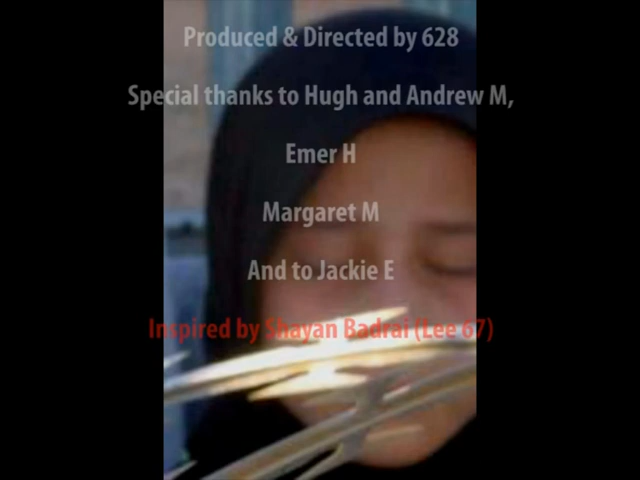 Produced & Directed by 628
Special thanks to Hugh and Andrew M,
Emer H
Margaret M
And to Jackie E
Inspired by Shayan Badrai (Lee 67)